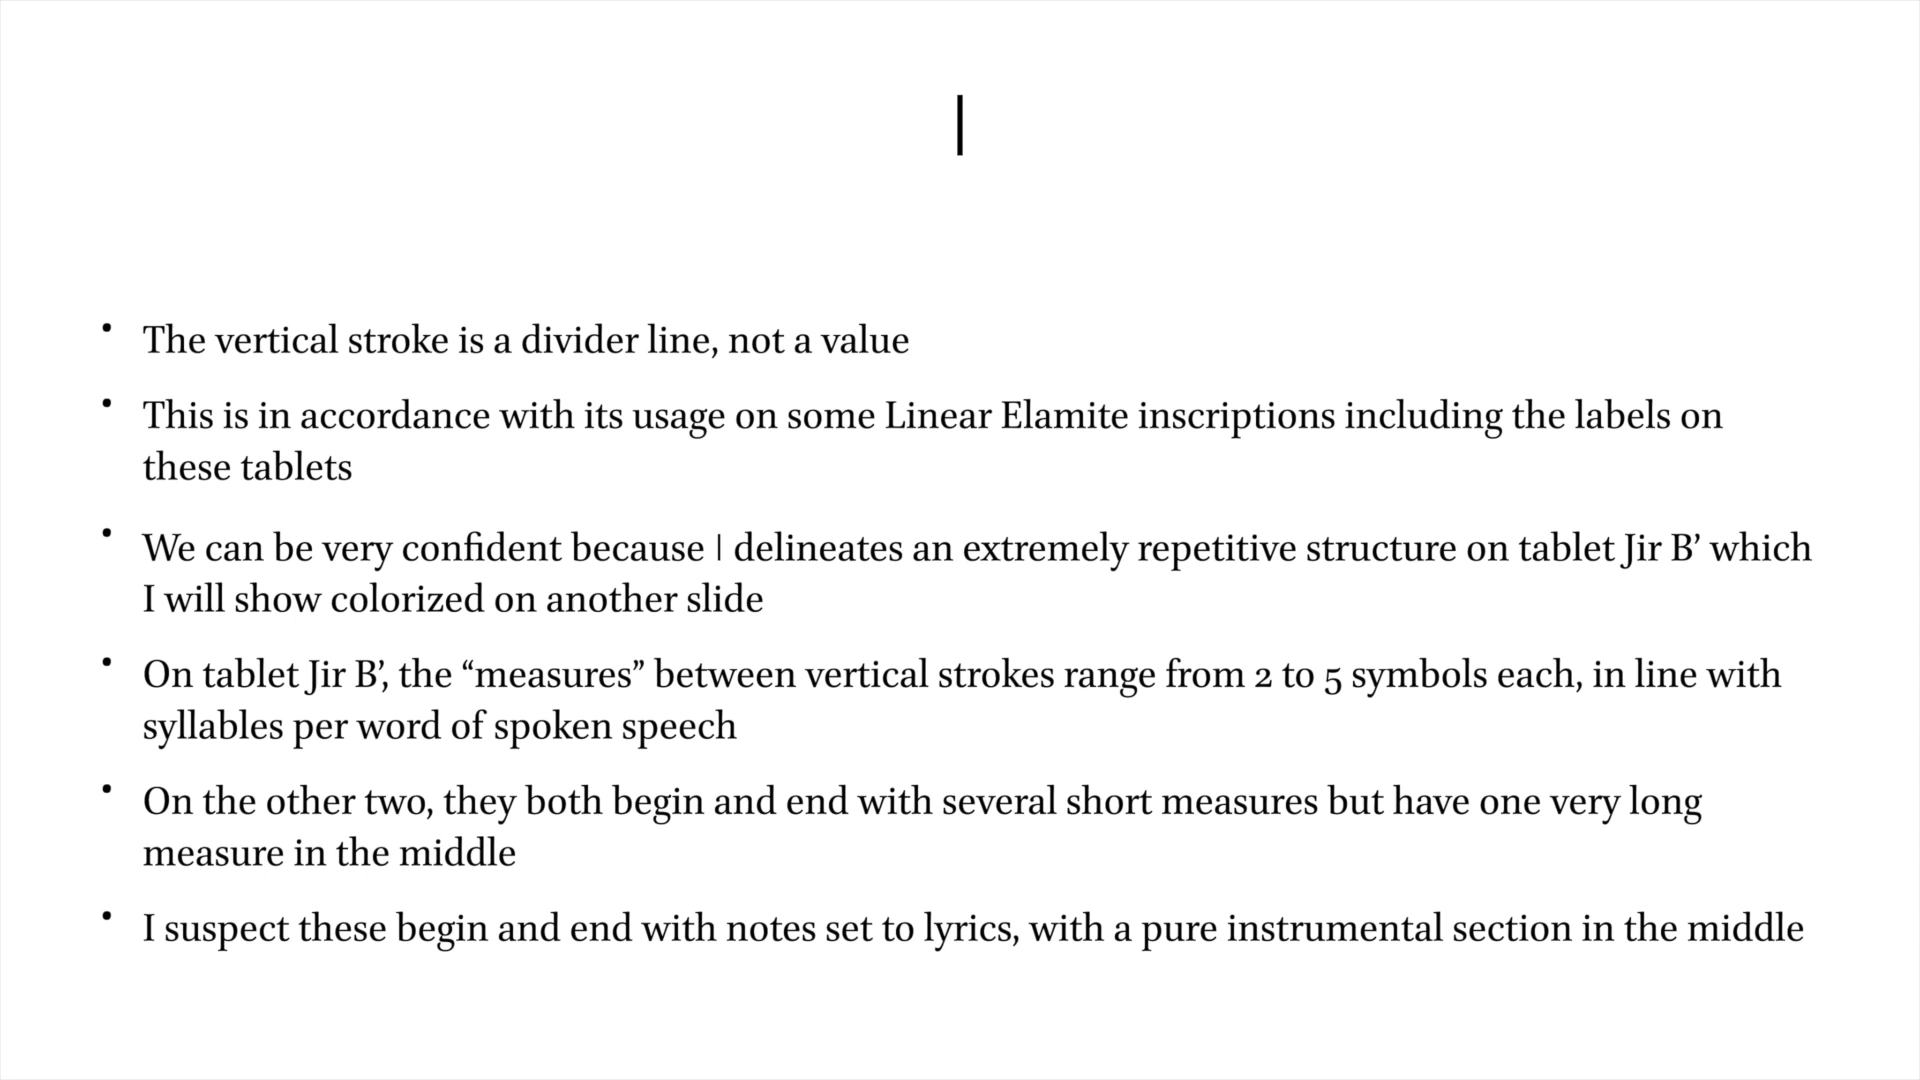 |
• The vertical stroke is a divider line, not a value
• This is in accordance with its usage on some Linear Elamite inscriptions including the labels on
these tablets
• We can be very confident because | delineates an extremely repetitive structure on tablet Jir B’ which
I will show colorized on another slide
• On tablet Jir B’, the “measures” between vertical strokes range from 2 to 5 symbols each, in line with
syllables per word of spoken speech
• On the other two, they both begin and end with several short measures but have one very long
measure in the middle
• I suspect these begin and end with notes set to lyrics, with a pure instrumental section in the middle